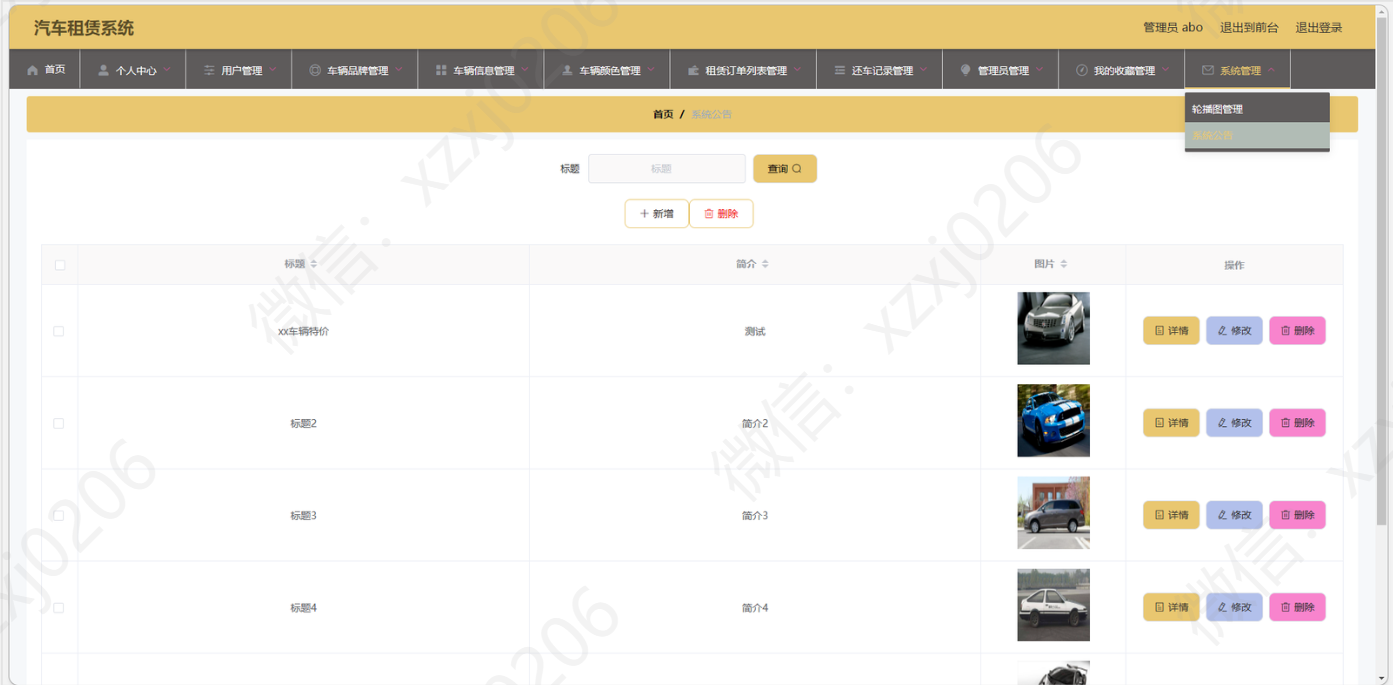 汽车租赁系统
管理员 abo 退出到前台 退出登录
首页 个人中心 用户管理 车辆品牌管理 车辆信息管理 车辆颜色管理 租赁订单列表管理 还车记录管理 管理员管理 我的收藏管理 系统管理
轮播图管理
系统公告
首页 / 系统公告
标题 标题 查询
新增 删除
标题 简介 图片 操作
xx车辆特价 测试 详情 修改 删除
标题2 简介2 详情 修改 删除
标题3 简介3 详情 修改 删除
标题4 简介4 详情 修改 删除
微信：xzxj0206
微信：xzxj0206
xzxj0206
0206
微信：
xzx